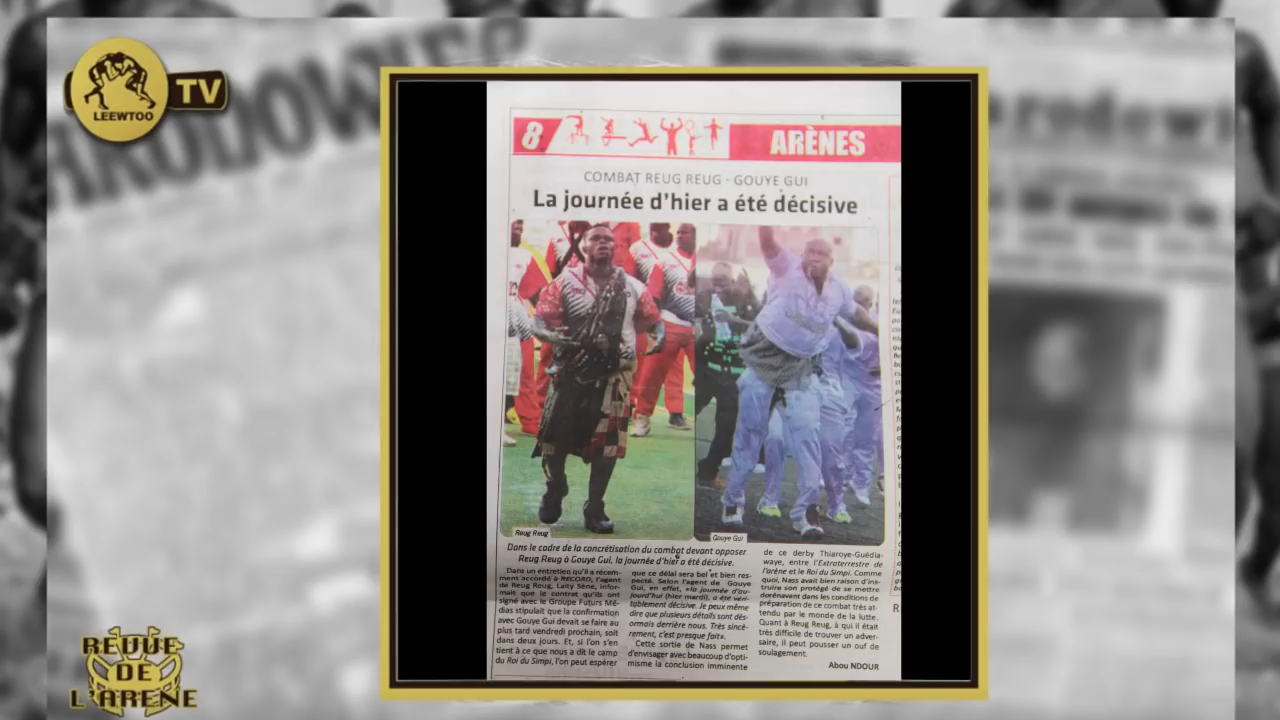 LEEWTOO
TV
8
ARÈNES
COMBAT REUG REUG - GOUYE GUI
La journée d'hier a été décisive
Reug Reug
Gouye Gui
Dans le cadre de la concrétisation du combat devant opposer
Reug Reug à Gouye Gui, la journée d'hier a été décisive.
Dans un entretien qu'il a récem-
ment accordé à RECORD, l'agent
de Reug Reug, Laity Sène, infor-
mait que le contrat qu'ils ont
signé avec le Groupe Futurs Mé-
dias stipulait que la confirmation
avec Gouye Gui devait se faire au
plus tard vendredi prochain, soit
dans deux jours. Et, si l'on s'en
tient à ce que nous a dit le camp
du Roi du Simpi, l'on peut espérer
que ce délai sera bel et bien res-
pecté. Selon l'agent de Gouye
Gui, en effet, «la journée d'au-
jourd'hui (hier mardi), a été véri-
tablement décisive. Je peux même
dire que plusieurs détails sont dés-
ormais derrière nous. Très sincè-
rement, c'est presque fait».
Cette sortie de Nass permet
d'envisager avec beaucoup d'opti-
misme la conclusion imminente
de ce derby Thiaroye-Guédia-
waye, entre l'Extraterrestre de
l'arène et le Roi du Simpi. Comme
quoi, Nass avait bien raison d'ins-
truire son protégé de se mettre
dorénavant dans les conditions de
préparation de ce combat très at-
tendu par le monde de la lutte.
Quant à Reug Reug, à qui il était
très difficile de trouver un adver-
saire, il peut pousser un ouf de
soulagement.
Abou NDOUR
R
REVUE
DE
L'ARENE